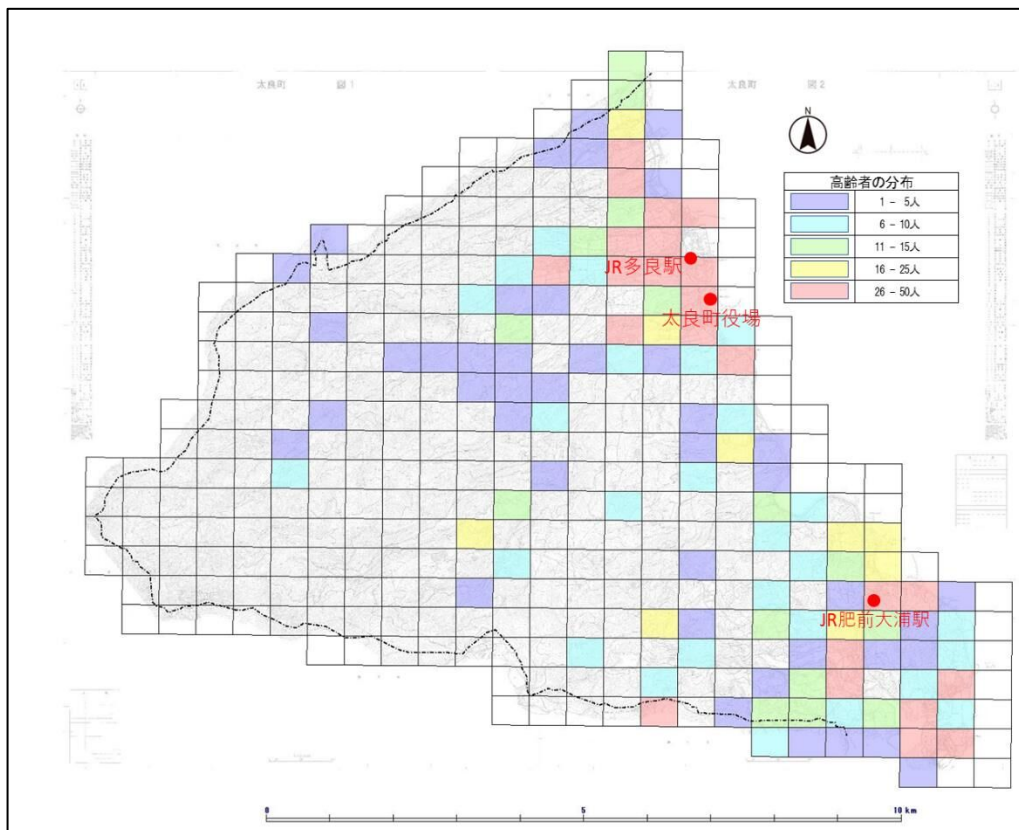 太良町 図1
太良町 図2
N
高齢者の分布
1 - 5人
6 - 10人
11 - 15人
16 - 25人
26 - 50人
JR多良駅
太良町役場
JR肥前大浦駅
0 5 10 km